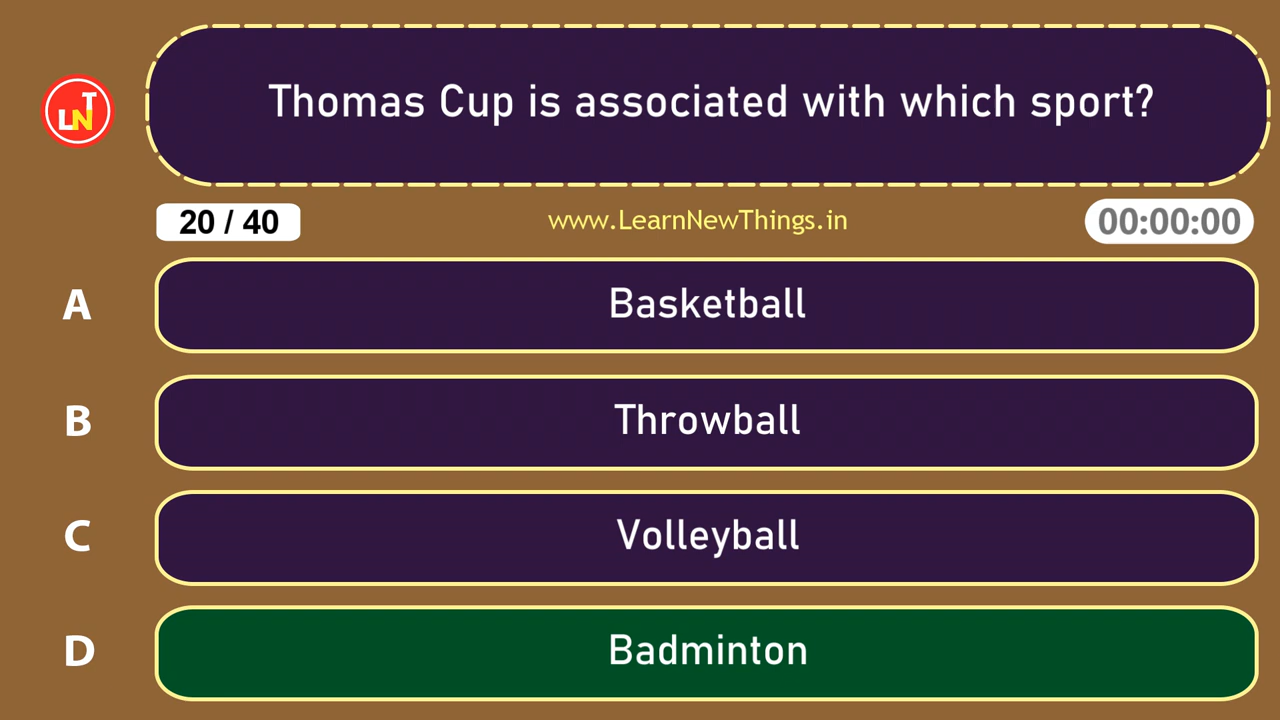 Thomas Cup is associated with which sport?
LNT
20 / 40
www.LearnNewThings.in
00:00:00
A
Basketball
B
Throwball
C
Volleyball
D
Badminton